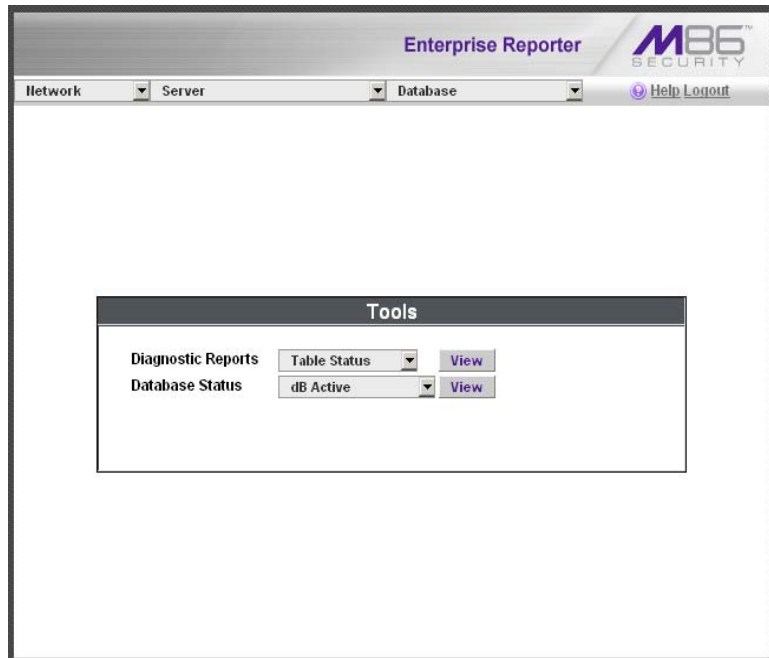 Enterprise Reporter
M86™
SECURITY
Network Server Database Help Logout
Tools
Diagnostic Reports Table Status View
Database Status dB Active View